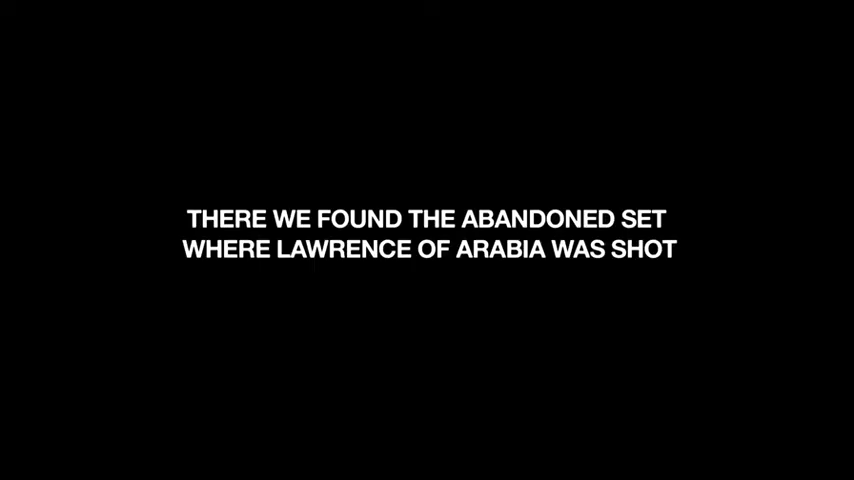 THERE WE FOUND THE ABANDONED SET
WHERE LAWRENCE OF ARABIA WAS SHOT